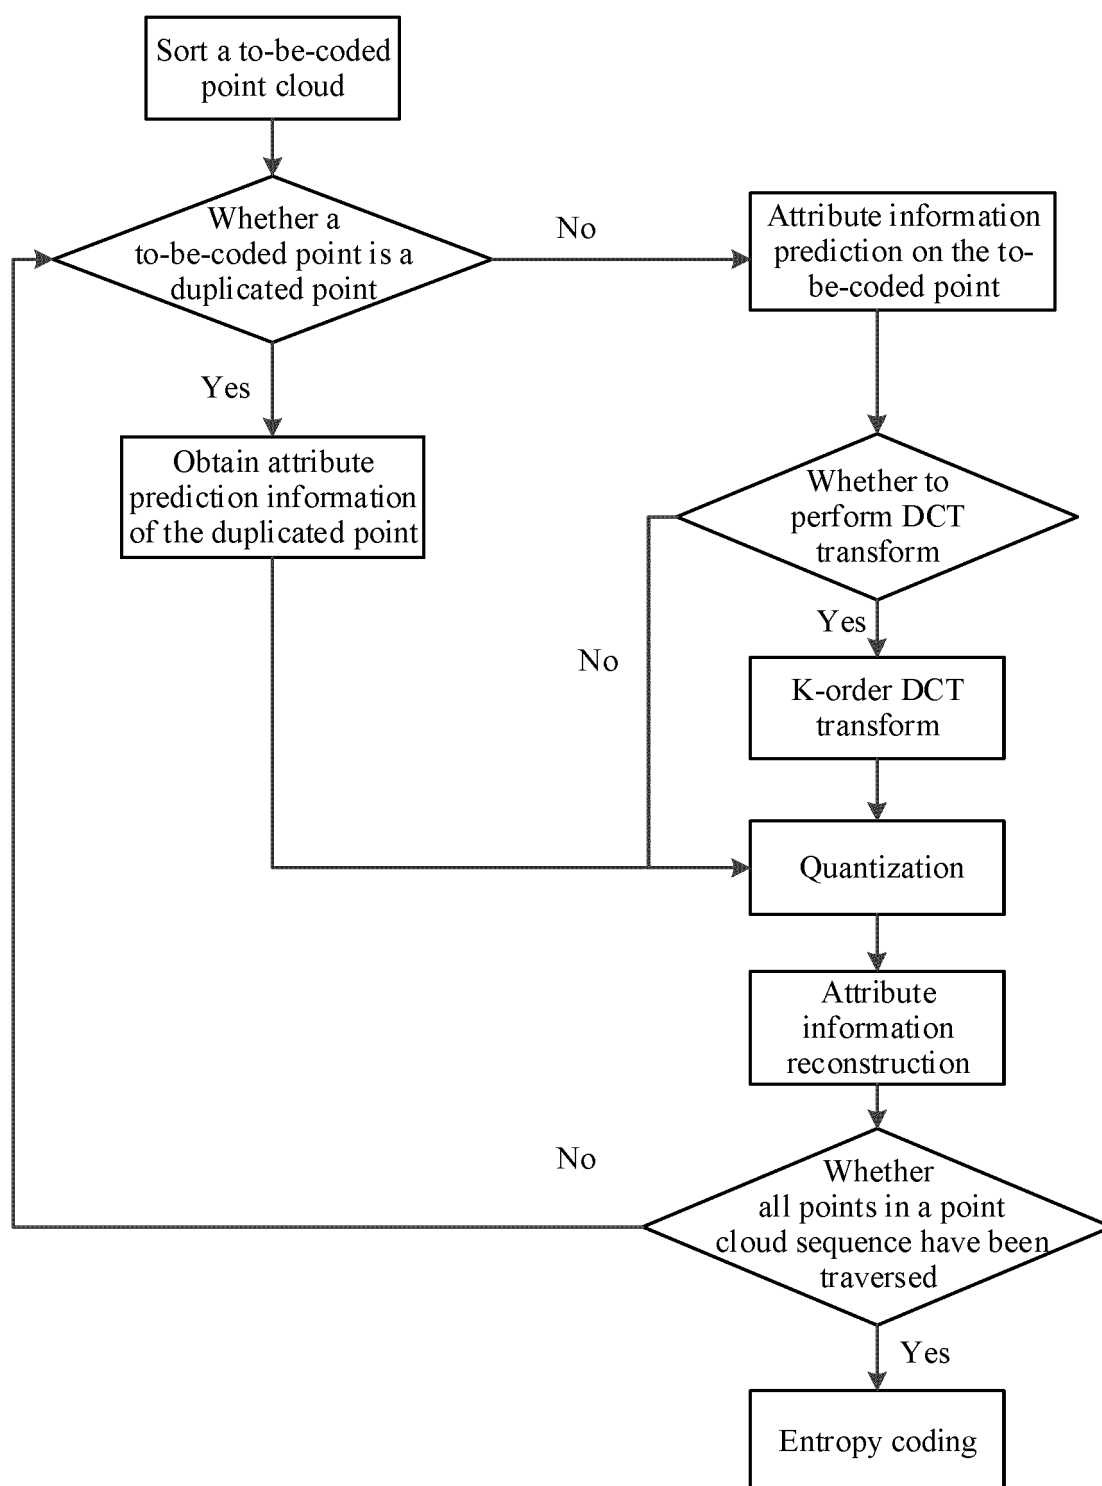 Sort a to-be-coded
point cloud
Whether a
to-be-coded point is a
duplicated point
No
Attribute information
prediction on the to-
be-coded point
Yes
Obtain attribute
prediction information
of the duplicated point
Whether to
perform DCT
transform
Yes
No
K-order DCT
transform
Quantization
Attribute
information
reconstruction
No
Whether
all points in a point
cloud sequence have been
traversed
Yes
Entropy coding